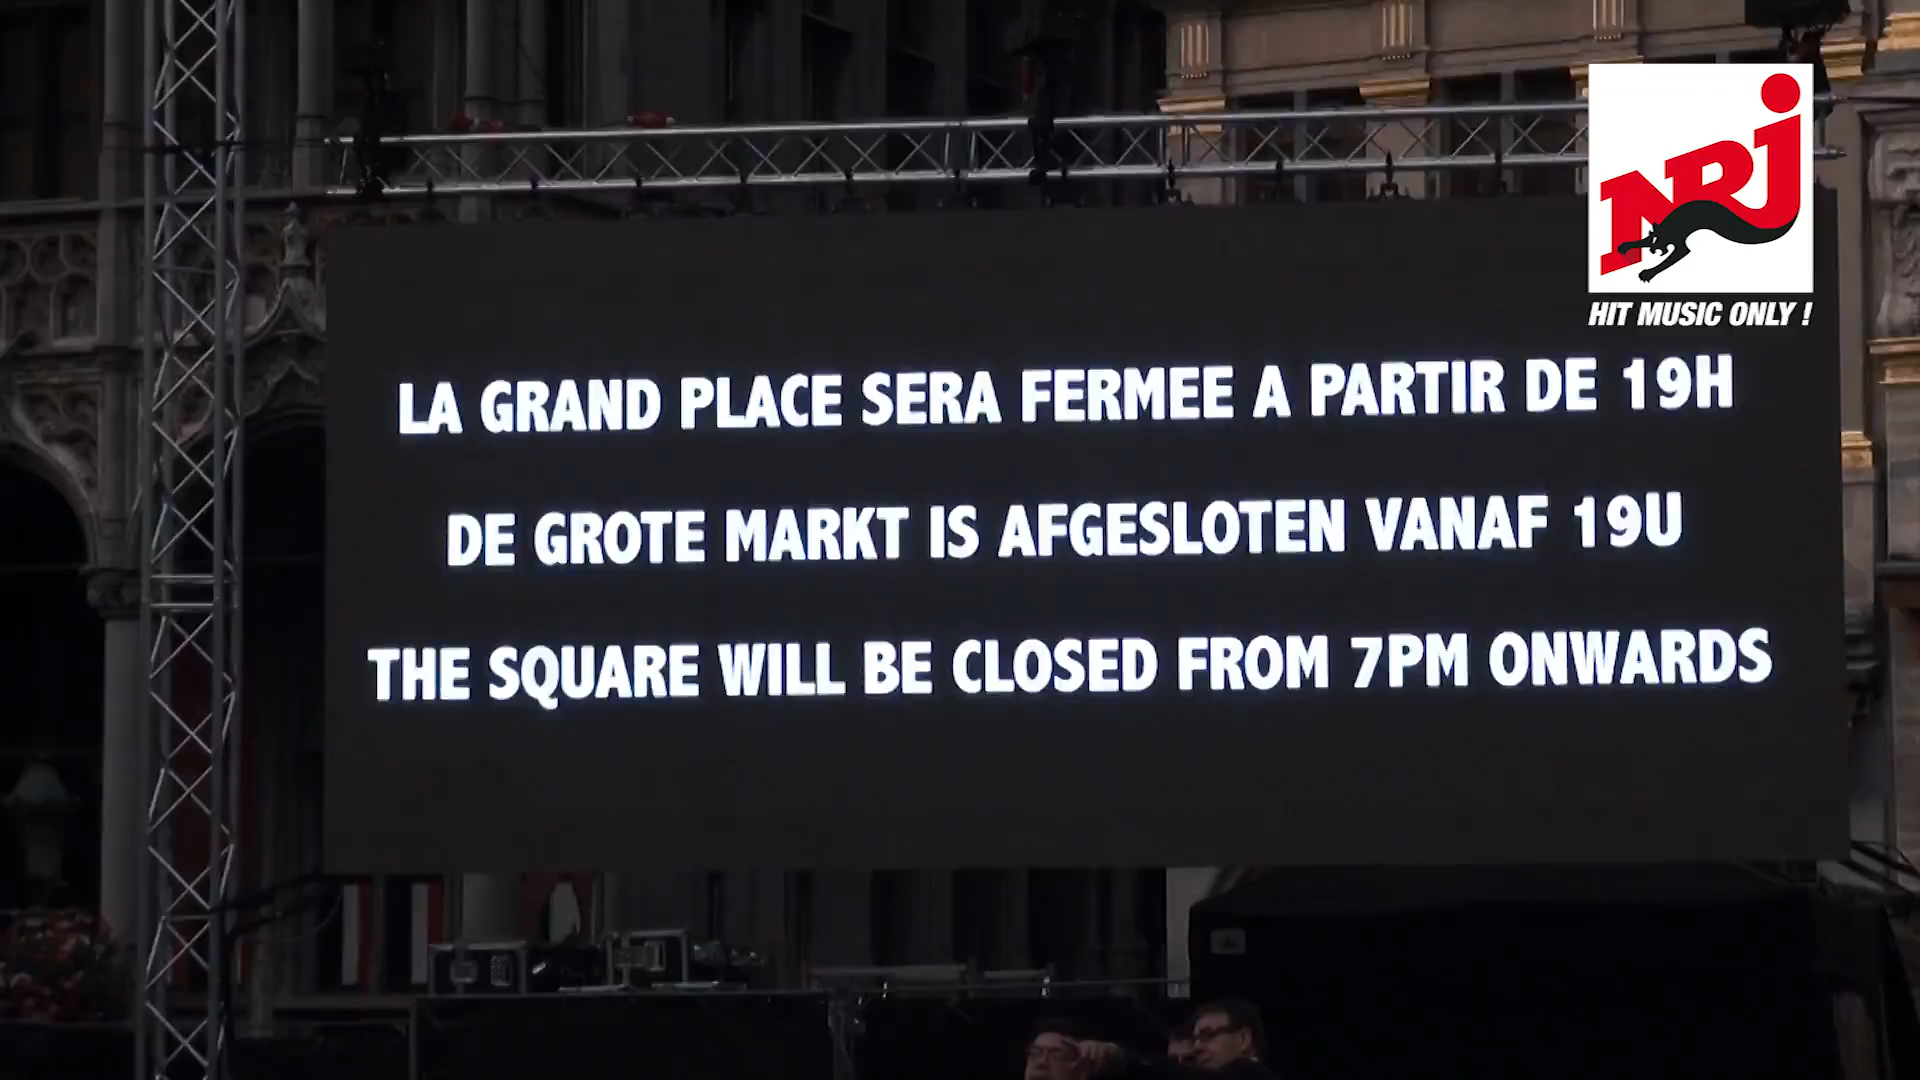 NRJ
HIT MUSIC ONLY !
LA GRAND PLACE SERA FERMEE A PARTIR DE 19H
DE GROTE MARKT IS AFGESLOTEN VANAF 19U
THE SQUARE WILL BE CLOSED FROM 7PM ONWARDS